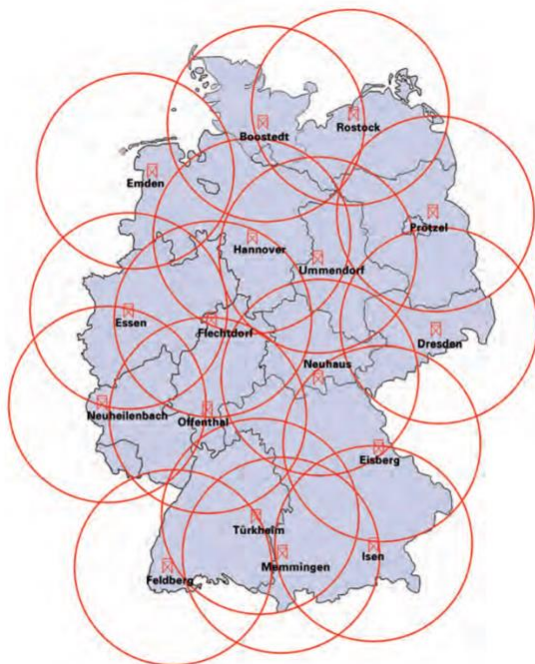 Rostock
Boostedt
Emden
Prötzel
Hannover
Ummendorf
Essen
Flechtdorf
Dresden
Neuhaus
Neuheilenbach
Offenthal
Eisberg
Türkheim
Memmingen
Isen
Feldberg